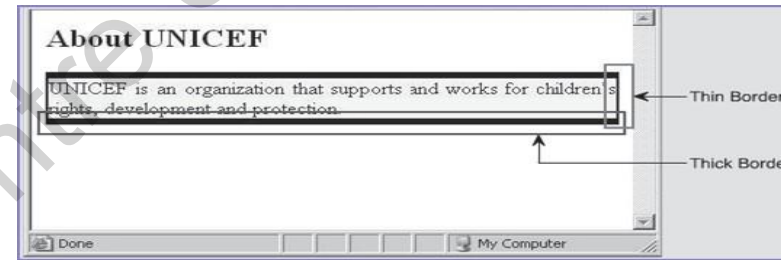 About UNICEF
UNICEF is an organization that supports and works for children's
rights, development and protection.
Thin Border
Thick Borde
Done
My Computer